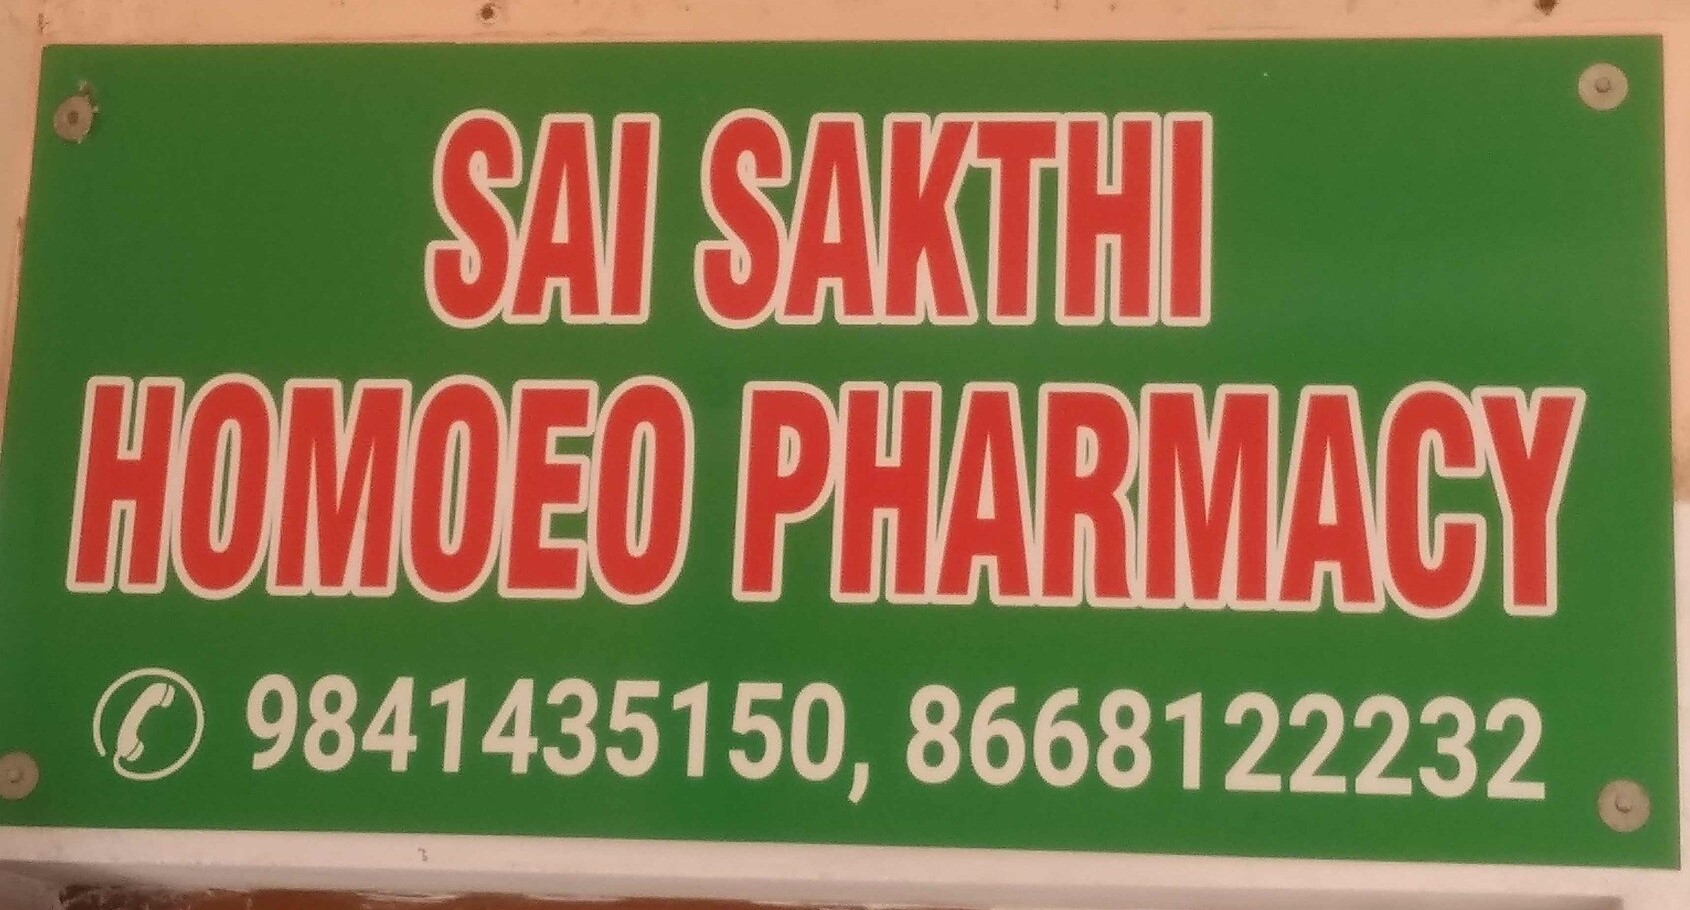 SAI SAKTHI
HOMOEO PHARMACY
9841435150, 8668122232